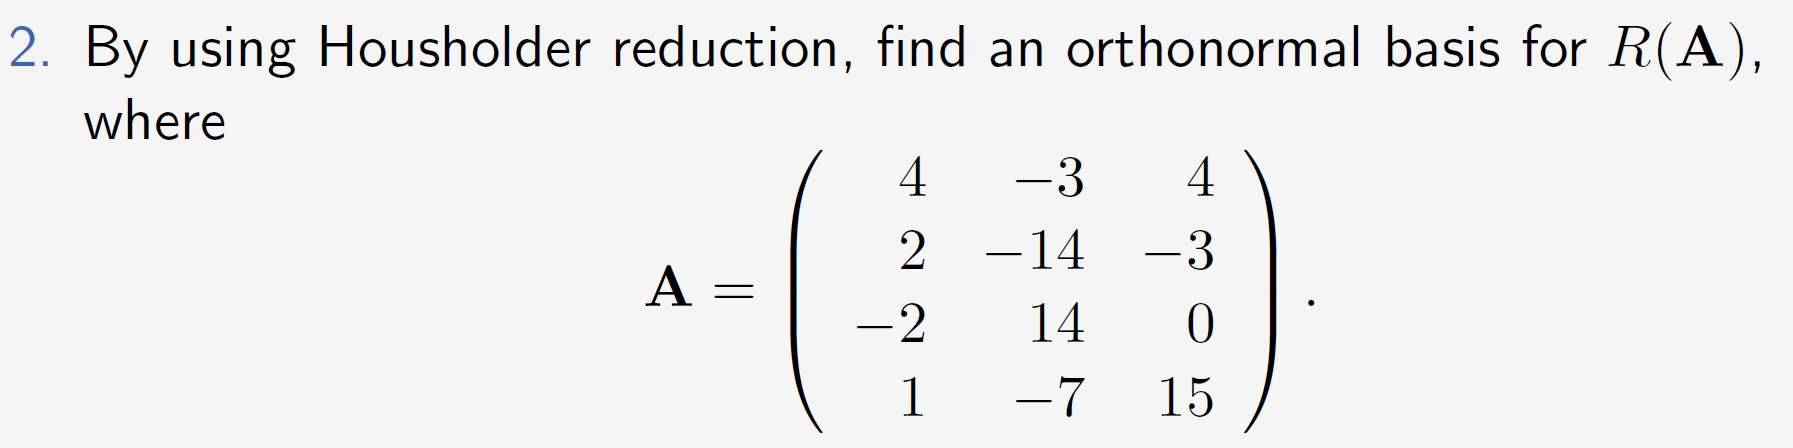 2. By using Housholder reduction, find an orthonormal basis for R(A),
where
4 −3 4
2 −14 −3
A = −2 14 0 .
1 −7 15